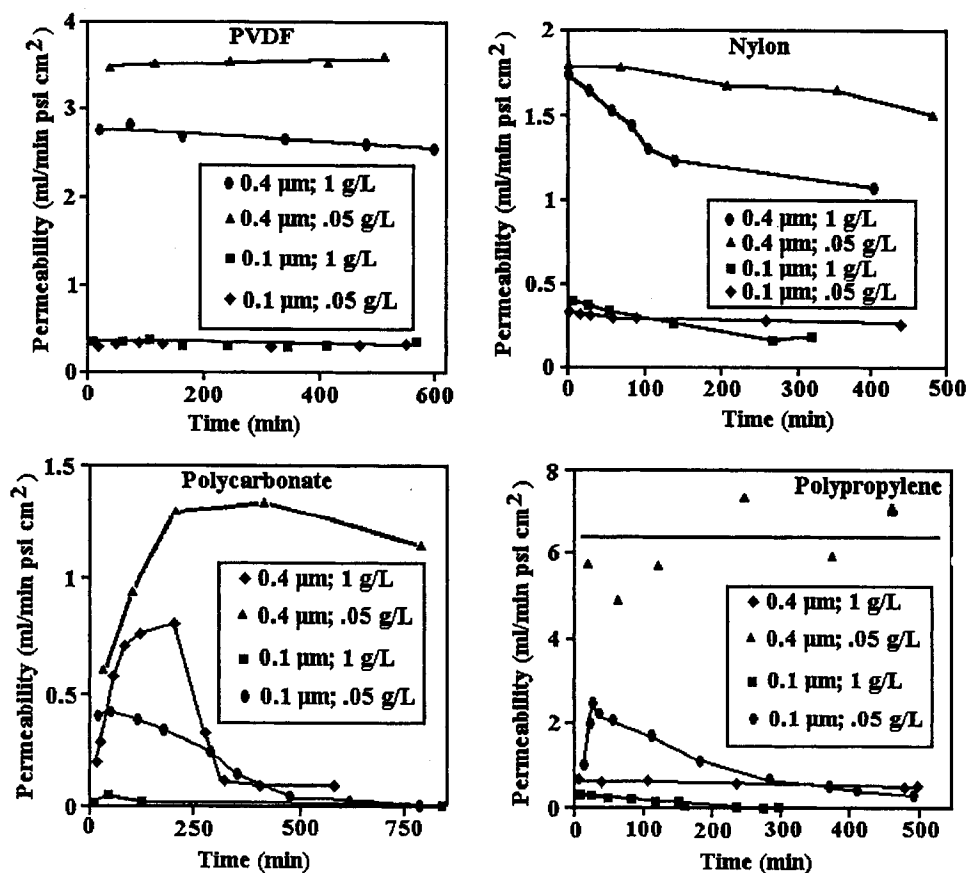 PVDF
Permeability (ml/min psi cm²)
4
3
2
1
0
0.4 µm; 1 g/L
0.4 µm; .05 g/L
0.1 µm; 1 g/L
0.1 µm; .05 g/L
0 200 400 600
Time (min)
Nylon
Permeability (ml/min psi cm²)
2
1.5
1
0.5
0
0.4 µm; 1 g/L
0.4 µm; .05 g/L
0.1 µm; 1 g/L
0.1 µm; .05 g/L
0 100 200 300 400 500
Time (min)
Polycarbonate
Permeability (ml/min psi cm²)
1.5
1
0.5
0
0.4 µm; 1 g/L
0.4 µm; .05 g/L
0.1 µm; 1 g/L
0.1 µm; .05 g/L
0 250 500 750
Time (min)
Polypropylene
Permeability (ml/min psi cm²)
8
6
4
2
0
0.4 µm; 1 g/L
0.4 µm; .05 g/L
0.1 µm; 1 g/L
0.1 µm; .05 g/L
0 100 200 300 400 500
Time (min)